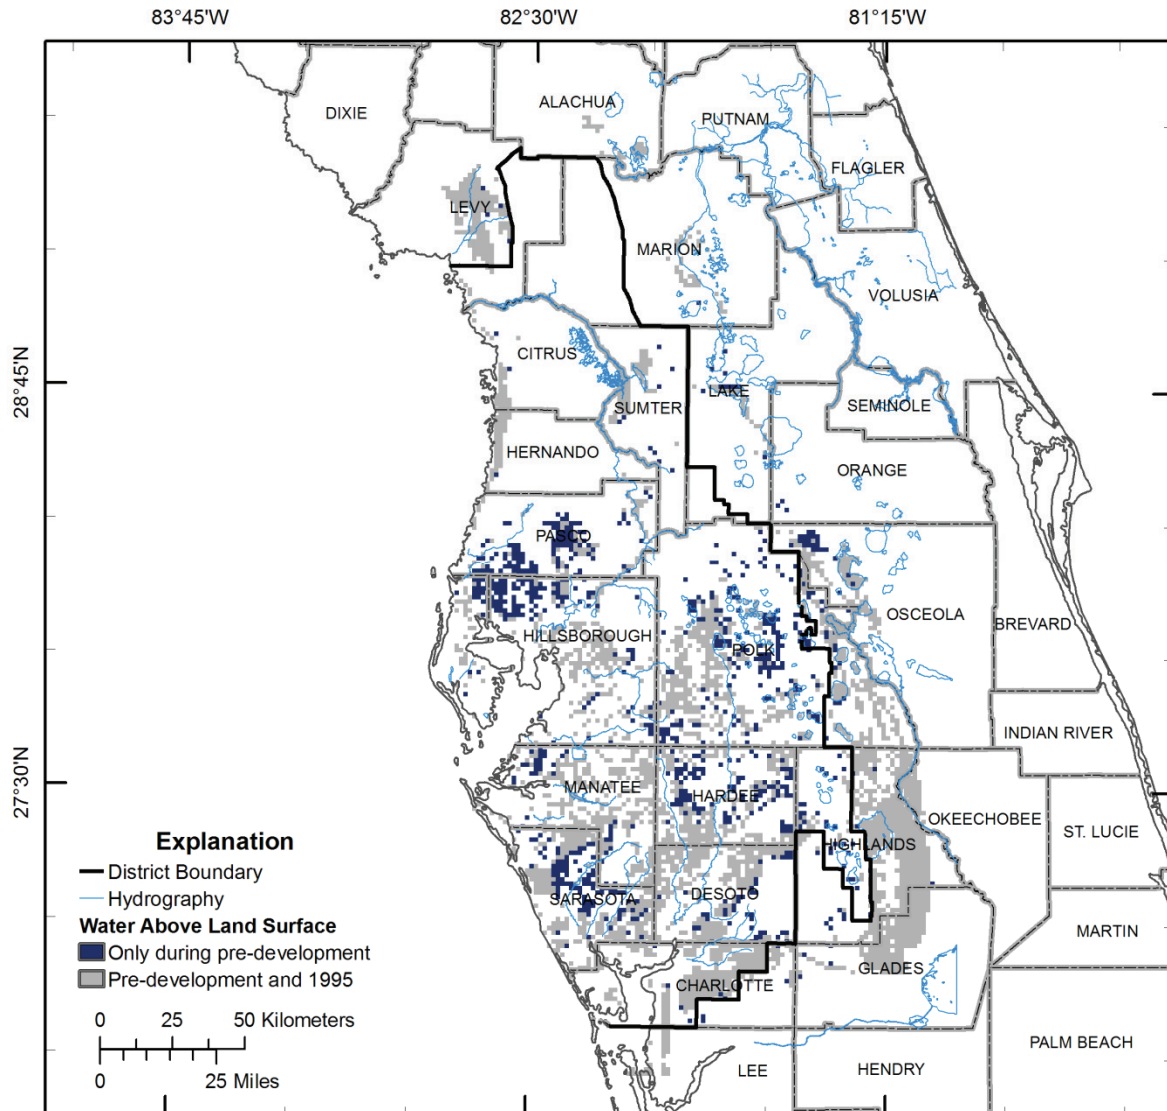 83°45'W 82°30'W 81°15'W
ALACHUA
DIXIE
PUTNAM
FLAGLER
LEVY
MARION
VOLUSIA
28°45'N
CITRUS
LAKE
SUMTER
SEMINOLE
HERNANDO
ORANGE
PASCO
OSCEOLA
BREVARD
HILLSBOROUGH
POLK
INDIAN RIVER
27°30'N
MANATEE
HARDEE
OKEECHOBEE
ST. LUCIE
HIGHLANDS
SARASOTA
DESOTO
MARTIN
GLADES
CHARLOTTE
PALM BEACH
LEE
HENDRY
Explanation
District Boundary
Hydrography
Water Above Land Surface
Only during pre-development
Pre-development and 1995
0 25 50 Kilometers
0 25 Miles